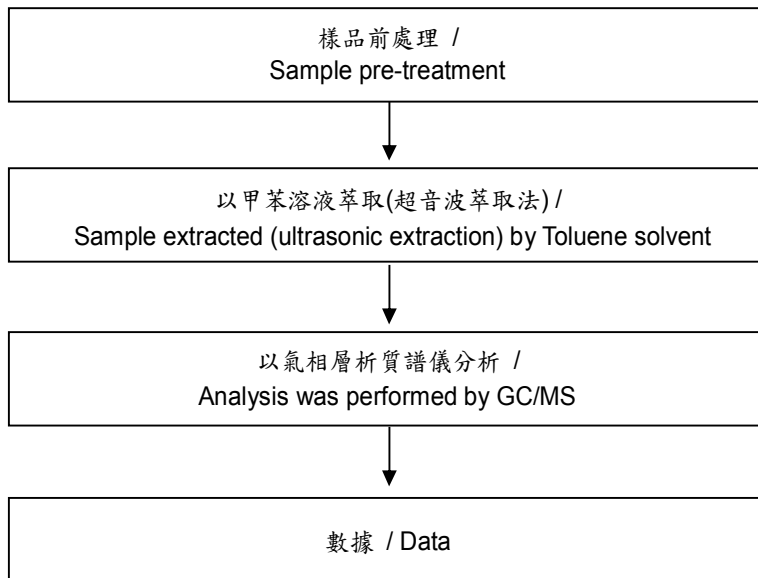 樣品前處理 /
Sample pre-treatment
以甲苯溶液萃取(超音波萃取法) /
Sample extracted (ultrasonic extraction) by Toluene solvent
以氣相層析質譜儀分析 /
Analysis was performed by GC/MS
數據 / Data